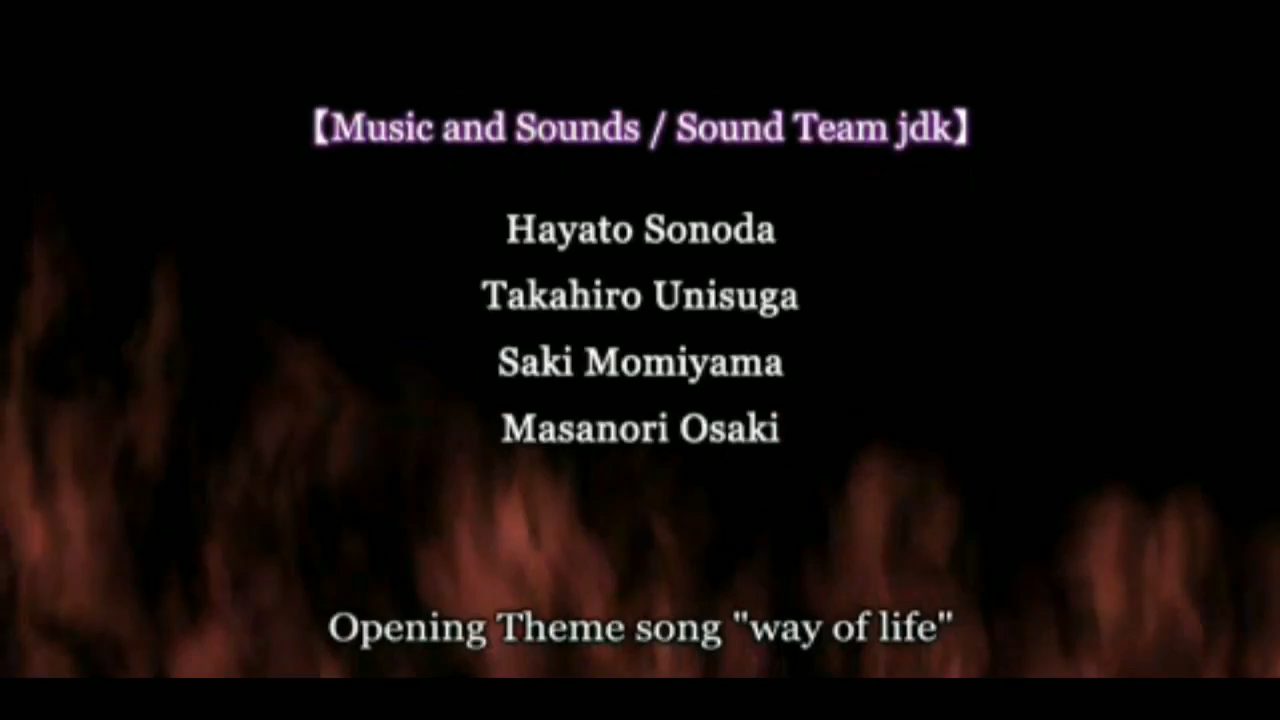 【Music and Sounds / Sound Team jdk】
Hayato Sonoda
Takahiro Unisuga
Saki Momiyama
Masanori Osaki
Opening Theme song "way of life"